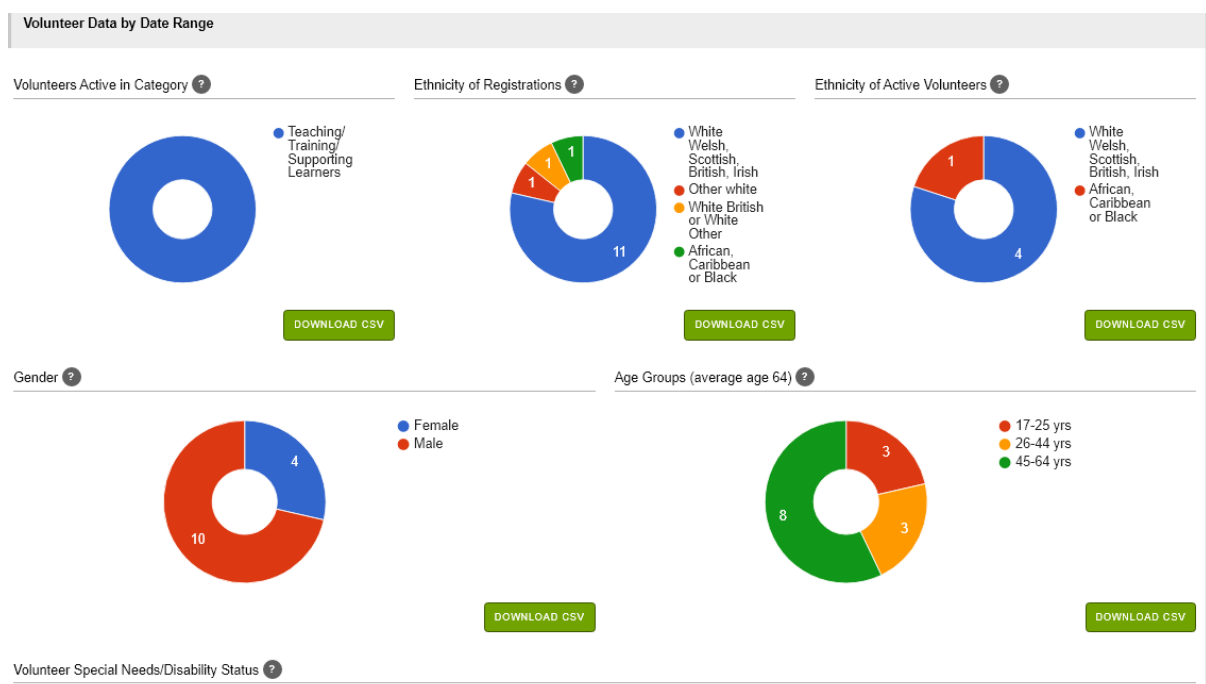 Volunteer Data by Date Range
Volunteers Active in Category ?
Teaching/
Training/
Supporting
Learners
DOWNLOAD CSV
Ethnicity of Registrations ?
1
1
1
11
White
Welsh,
Scottish,
British, Irish
Other white
White British
or White
Other
African,
Caribbean
or Black
DOWNLOAD CSV
Ethnicity of Active Volunteers ?
1
4
White
Welsh,
Scottish,
British, Irish
African,
Caribbean
or Black
DOWNLOAD CSV
Gender ?
4
10
Female
Male
DOWNLOAD CSV
Age Groups (average age 64) ?
3
3
8
17-25 yrs
26-44 yrs
45-64 yrs
DOWNLOAD CSV
Volunteer Special Needs/Disability Status ?